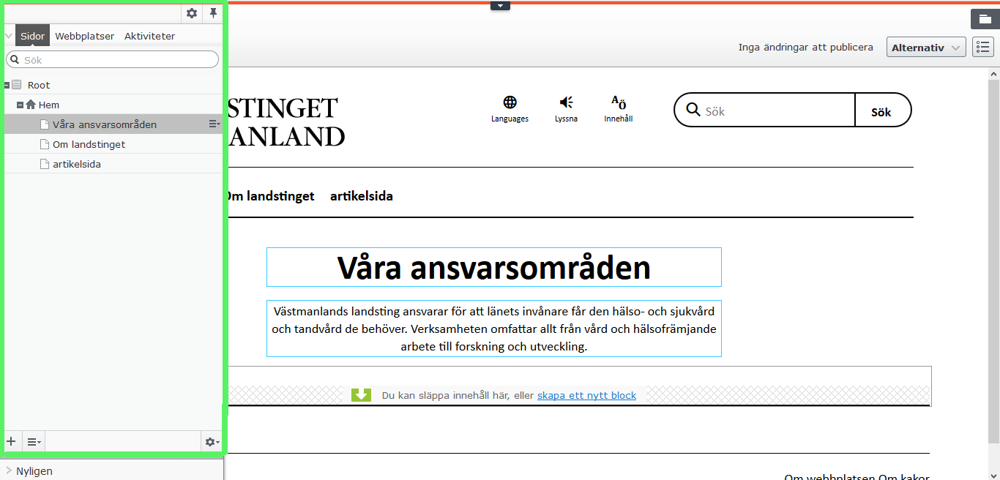 Sidor Webbplatser Aktiviteter
Sök
Root
Hem
Våra ansvarsområden
Om landstinget
artikelsida
Nyligen
Inga ändringar att publicera
Alternativ
STINGET
ANLAND
Languages
Lyssna
Innehåll
Sök
Sök
Om landstinget artikelsida
Våra ansvarsområden
Västmanlands landsting ansvarar för att länets invånare får den hälso- och sjukvård
och tandvård de behöver. Verksamheten omfattar allt från vård och hälsofrämjande
arbete till forskning och utveckling.
Du kan släppa innehåll här, eller skapa ett nytt block
Om webbplatsen Om kakor